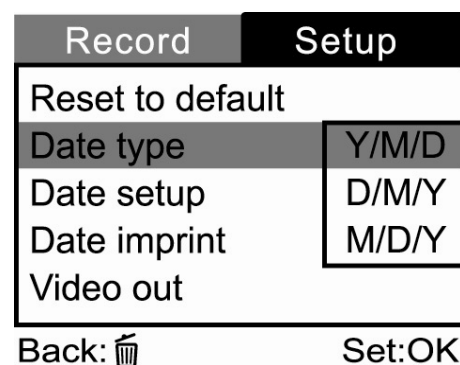 Record Setup
Reset to default
Date type Y/M/D
Date setup D/M/Y
Date imprint M/D/Y
Video out
Back: Set:OK